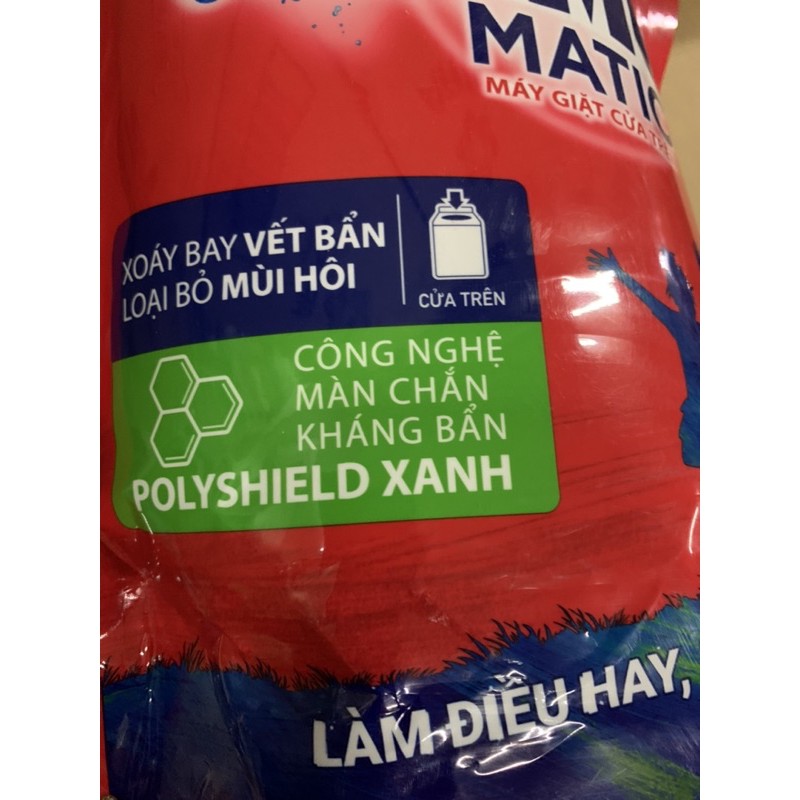 MATIC
MÁY GIẶT CỬA TRÊN
XOÁY BAY VẾT BẨN
LOẠI BỎ MÙI HÔI
CỬA TRÊN
CÔNG NGHỆ
MÀN CHẮN
KHÁNG BẨN
POLYSHIELD XANH
LÀM ĐIỀU HAY,